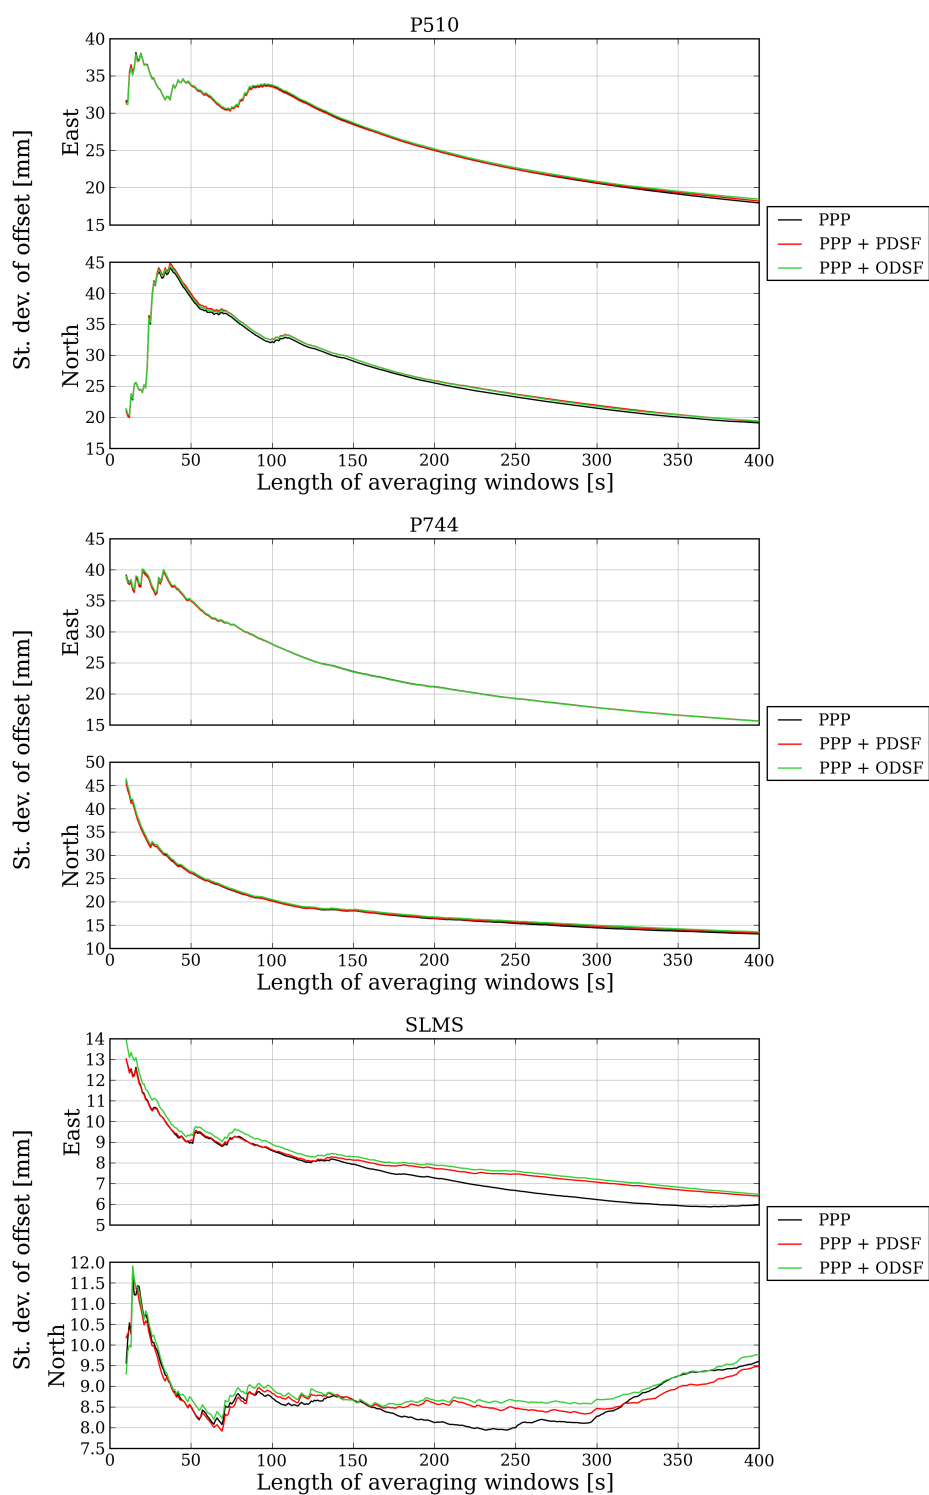 P510
40
35
30
25
20
15
East
St. dev. of offset [mm]
PPP
PPP + PDSF
PPP + ODSF
45
40
35
30
25
20
15
North
0 50 100 150 200 250 300 350 400
Length of averaging windows [s]
P744
45
40
35
30
25
20
15
East
St. dev. of offset [mm]
PPP
PPP + PDSF
PPP + ODSF
50
45
40
35
30
25
20
15
10
North
0 50 100 150 200 250 300 350 400
Length of averaging windows [s]
SLMS
14
13
12
11
10
9
8
7
6
5
East
St. dev. of offset [mm]
PPP
PPP + PDSF
PPP + ODSF
12.0
11.5
11.0
10.5
10.0
9.5
9.0
8.5
8.0
7.5
North
0 50 100 150 200 250 300 350 400
Length of averaging windows [s]